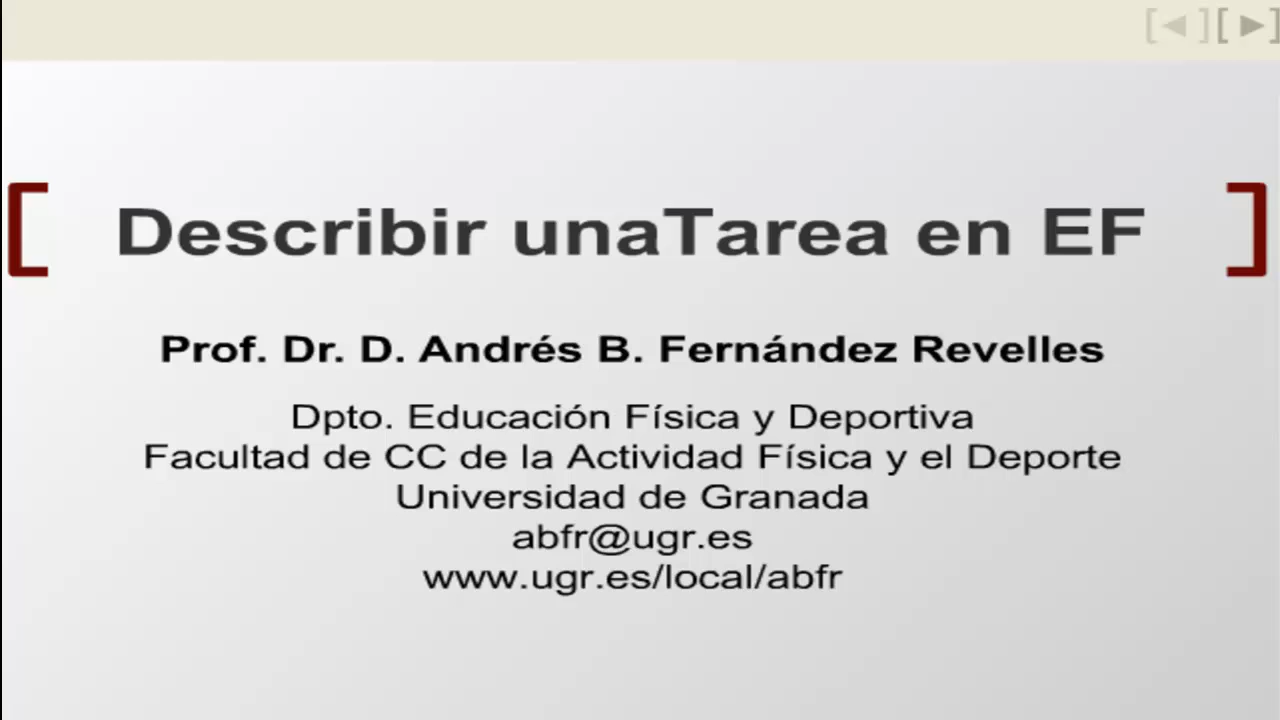 Describir unaTarea en EF
Prof. Dr. D. Andrés B. Fernández Revelles
Dpto. Educación Física y Deportiva
Facultad de CC de la Actividad Física y el Deporte
Universidad de Granada
abfr@ugr.es
www.ugr.es/local/abfr